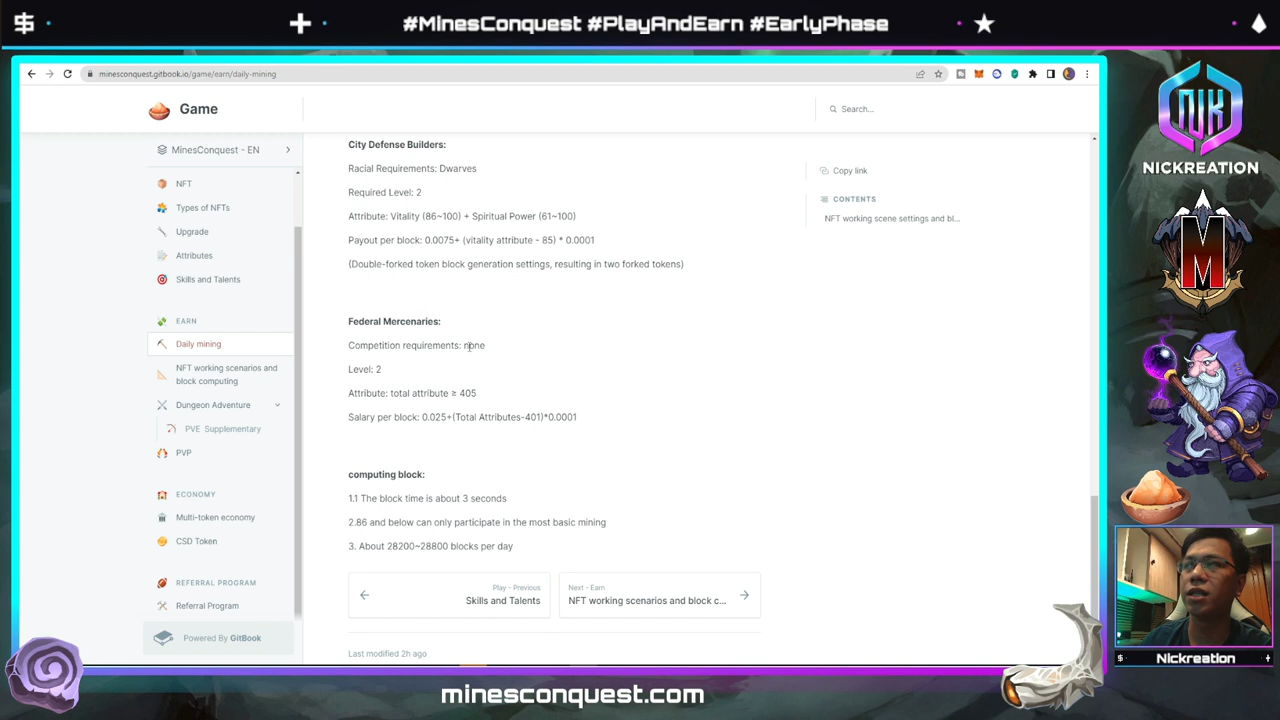 #MinesConquest #PlayAndEarn #EarlyPhase
minesconquest.gitbook.io/game/earn/daily-mining
Game
Search...
MinesConquest - EN
NFT
Types of NFTs
Upgrade
Attributes
Skills and Talents
EARN
Daily mining
NFT working scenarios and
block computing
Dungeon Adventure
PVE Supplementary
PVP
ECONOMY
Multi-token economy
CSD Token
REFERRAL PROGRAM
Referral Program
Powered By GitBook
City Defense Builders:
Racial Requirements: Dwarves
Required Level: 2
Attribute: Vitality (86~100) + Spiritual Power (61~100)
Payout per block: 0.0075+ (vitality attribute - 85) * 0.0001
(Double-forked token block generation settings, resulting in two forked tokens)
Federal Mercenaries:
Competition requirements: none
Level: 2
Attribute: total attribute ≥ 405
Salary per block: 0.025+(Total Attributes-401)*0.0001
computing block:
1.1 The block time is about 3 seconds
2.86 and below can only participate in the most basic mining
3. About 28200~28800 blocks per day
Play - Previous
Skills and Talents
Next - Earn
NFT working scenarios and block c...
Last modified 2h ago
Copy link
CONTENTS
NFT working scene settings and bl...
NICKREATION
M
Nickreation
minesconquest.com